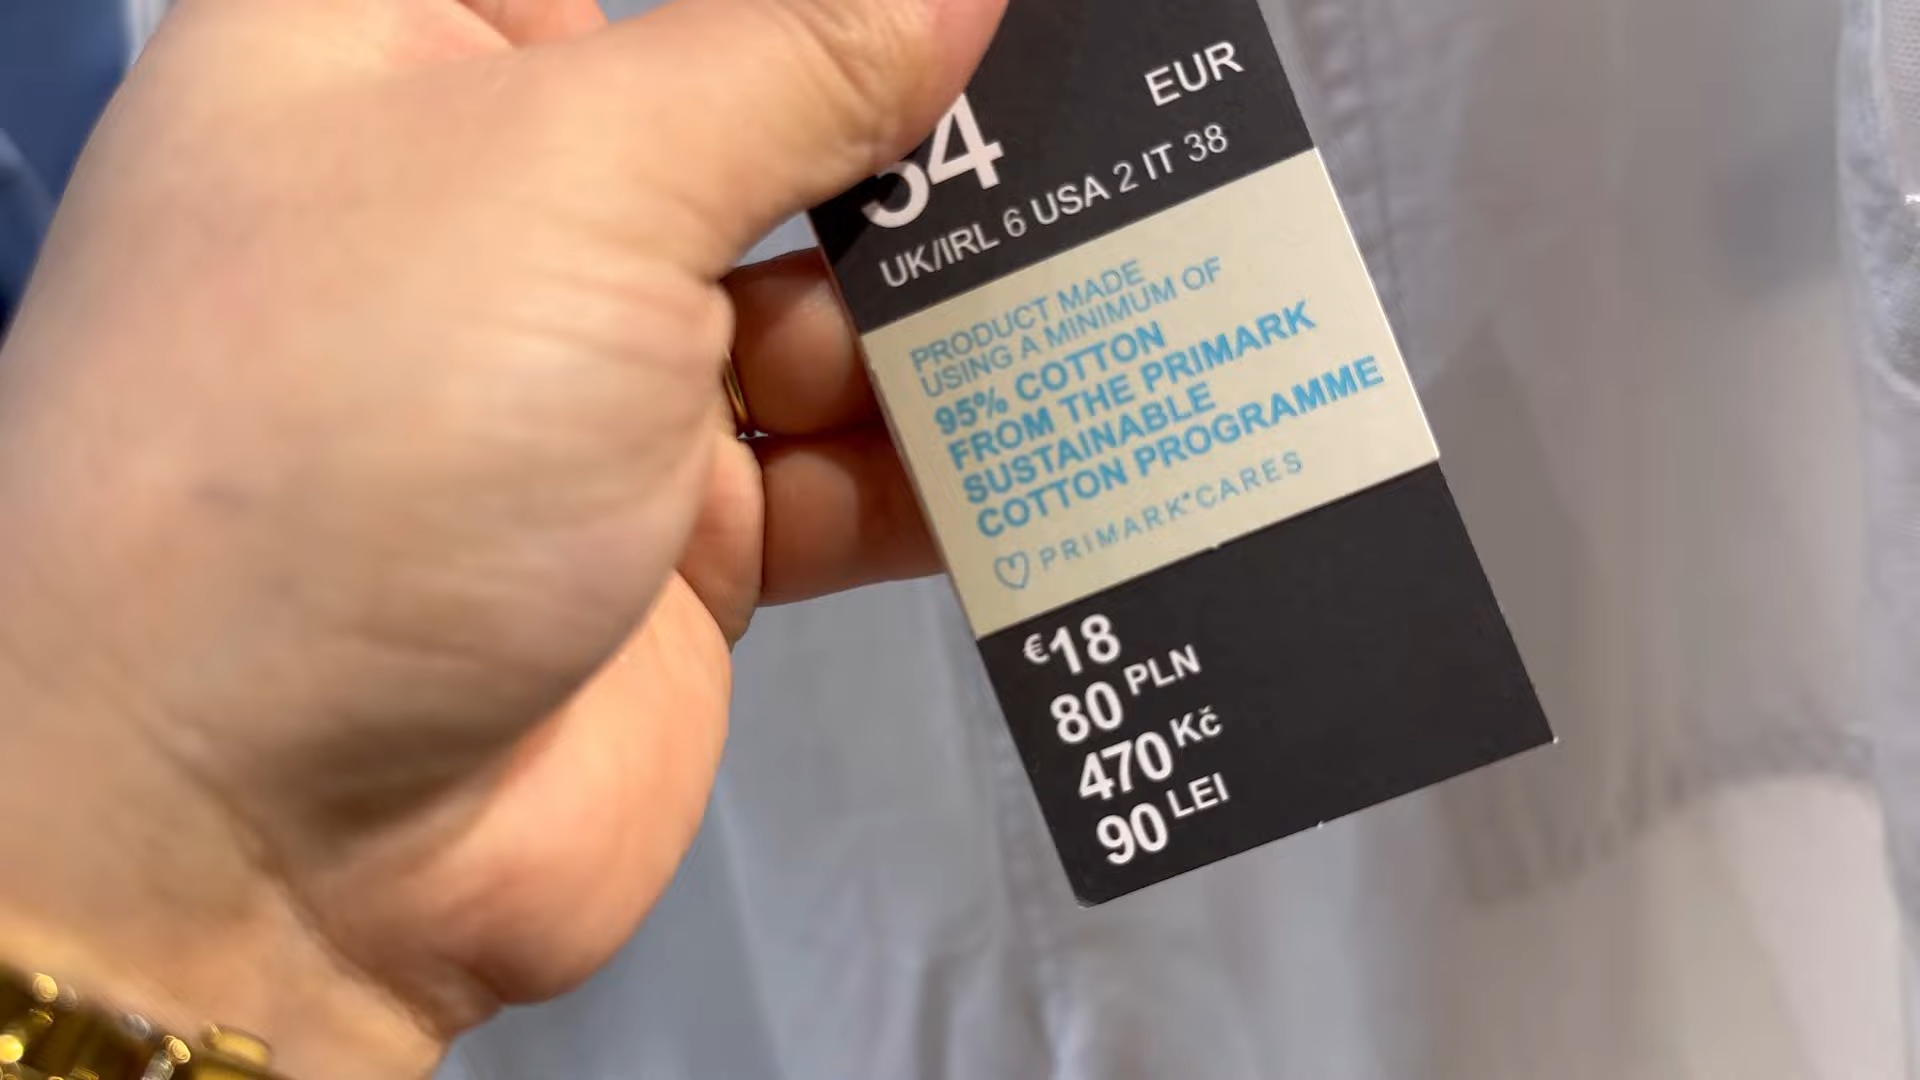 EUR
34
UK/IRL 6 USA 2 IT 38
PRODUCT MADE
USING A MINIMUM OF
95% COTTON
FROM THE PRIMARK
SUSTAINABLE
COTTON PROGRAMME
PRIMARK®CARES
€18
80 PLN
470 Kč
90 LEI